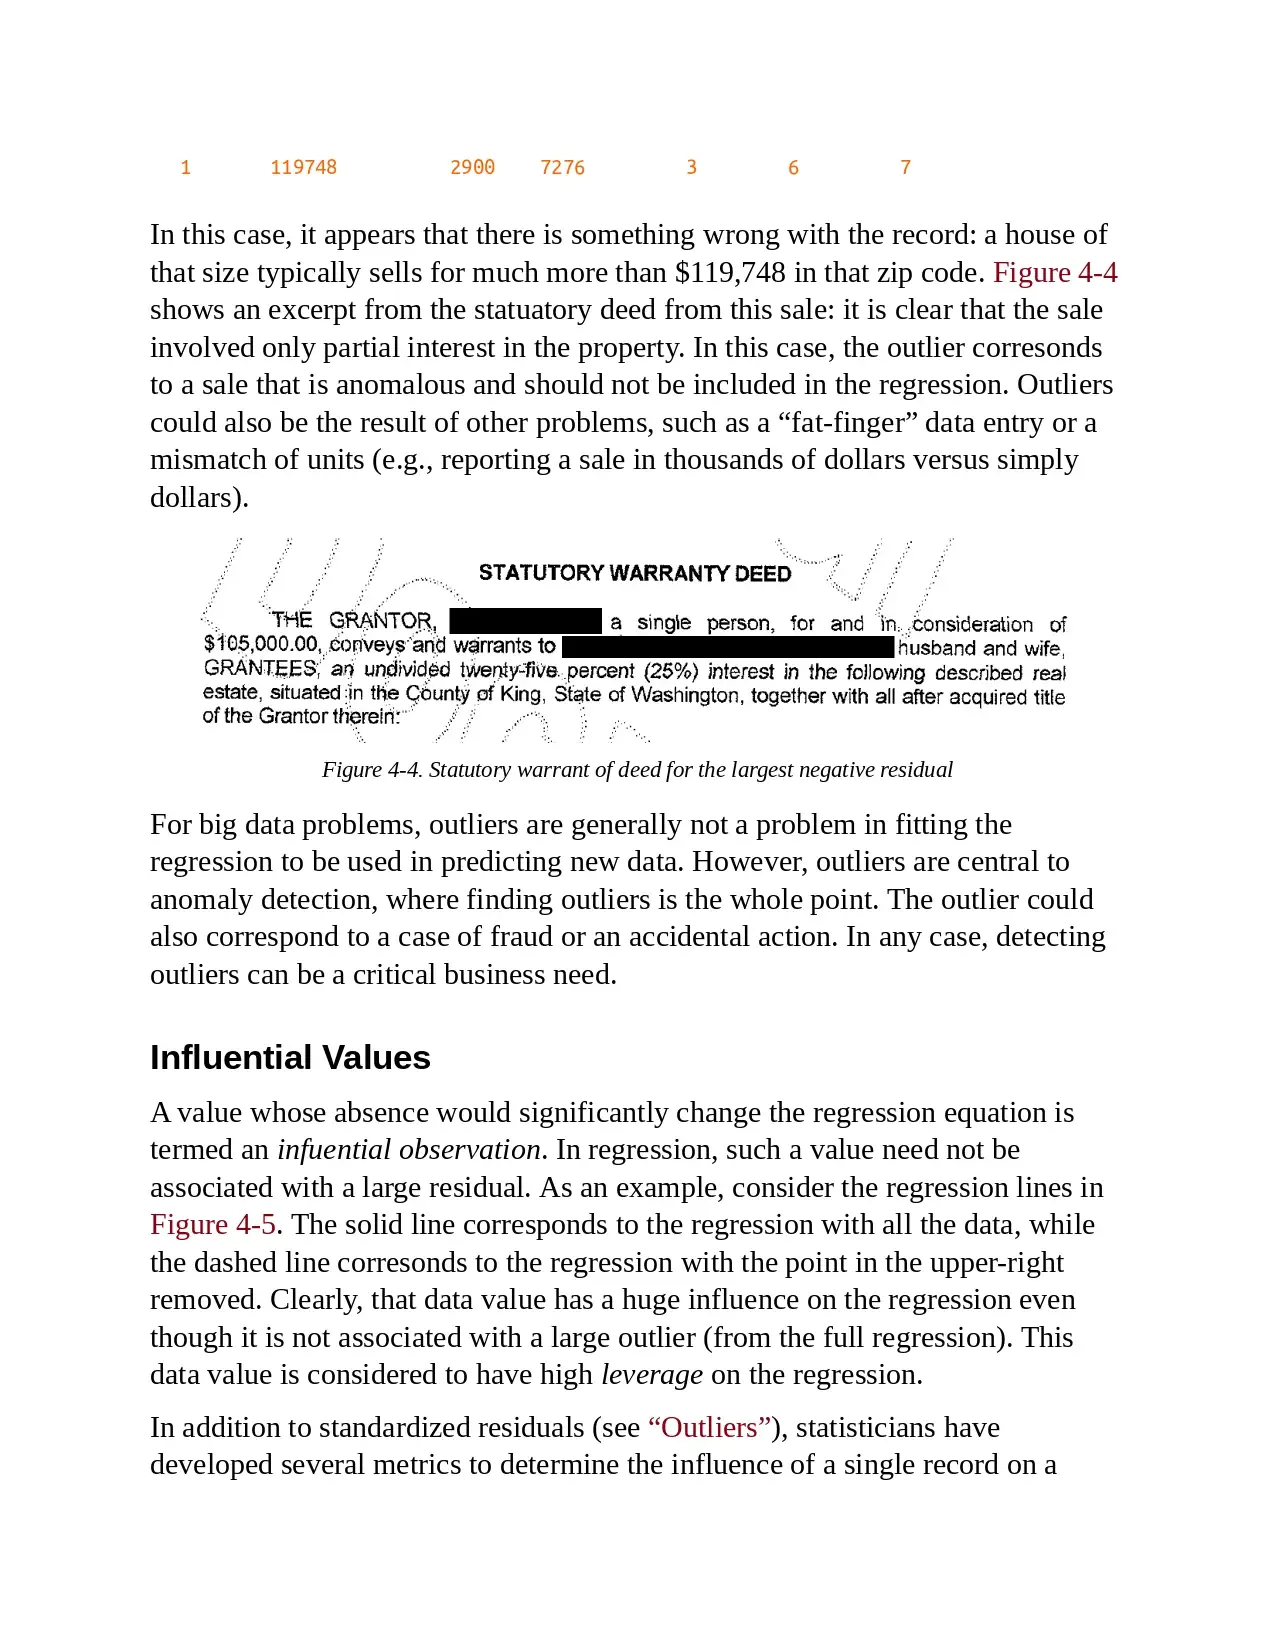 1 119748 2900 7276 3 6 7
In this case, it appears that there is something wrong with the record: a house of
that size typically sells for much more than $119,748 in that zip code. Figure 4-4
shows an excerpt from the statuatory deed from this sale: it is clear that the sale
involved only partial interest in the property. In this case, the outlier corresonds
to a sale that is anomalous and should not be included in the regression. Outliers
could also be the result of other problems, such as a “fat-finger” data entry or a
mismatch of units (e.g., reporting a sale in thousands of dollars versus simply
dollars).
STATUTORY WARRANTY DEED
THE GRANTOR, a single person, for and in consideration of
$105,000.00, conveys and warrants to husband and wife,
GRANTEES, an undivided twenty-five percent (25%) interest in the following described real
estate, situated in the County of King, State of Washington, together with all after acquired title
of the Grantor therein:
Figure 4-4. Statutory warrant of deed for the largest negative residual
For big data problems, outliers are generally not a problem in fitting the
regression to be used in predicting new data. However, outliers are central to
anomaly detection, where finding outliers is the whole point. The outlier could
also correspond to a case of fraud or an accidental action. In any case, detecting
outliers can be a critical business need.
Influential Values
A value whose absence would significantly change the regression equation is
termed an infuential observation. In regression, such a value need not be
associated with a large residual. As an example, consider the regression lines in
Figure 4-5. The solid line corresponds to the regression with all the data, while
the dashed line corresonds to the regression with the point in the upper-right
removed. Clearly, that data value has a huge influence on the regression even
though it is not associated with a large outlier (from the full regression). This
data value is considered to have high leverage on the regression.
In addition to standardized residuals (see “Outliers”), statisticians have
developed several metrics to determine the influence of a single record on a